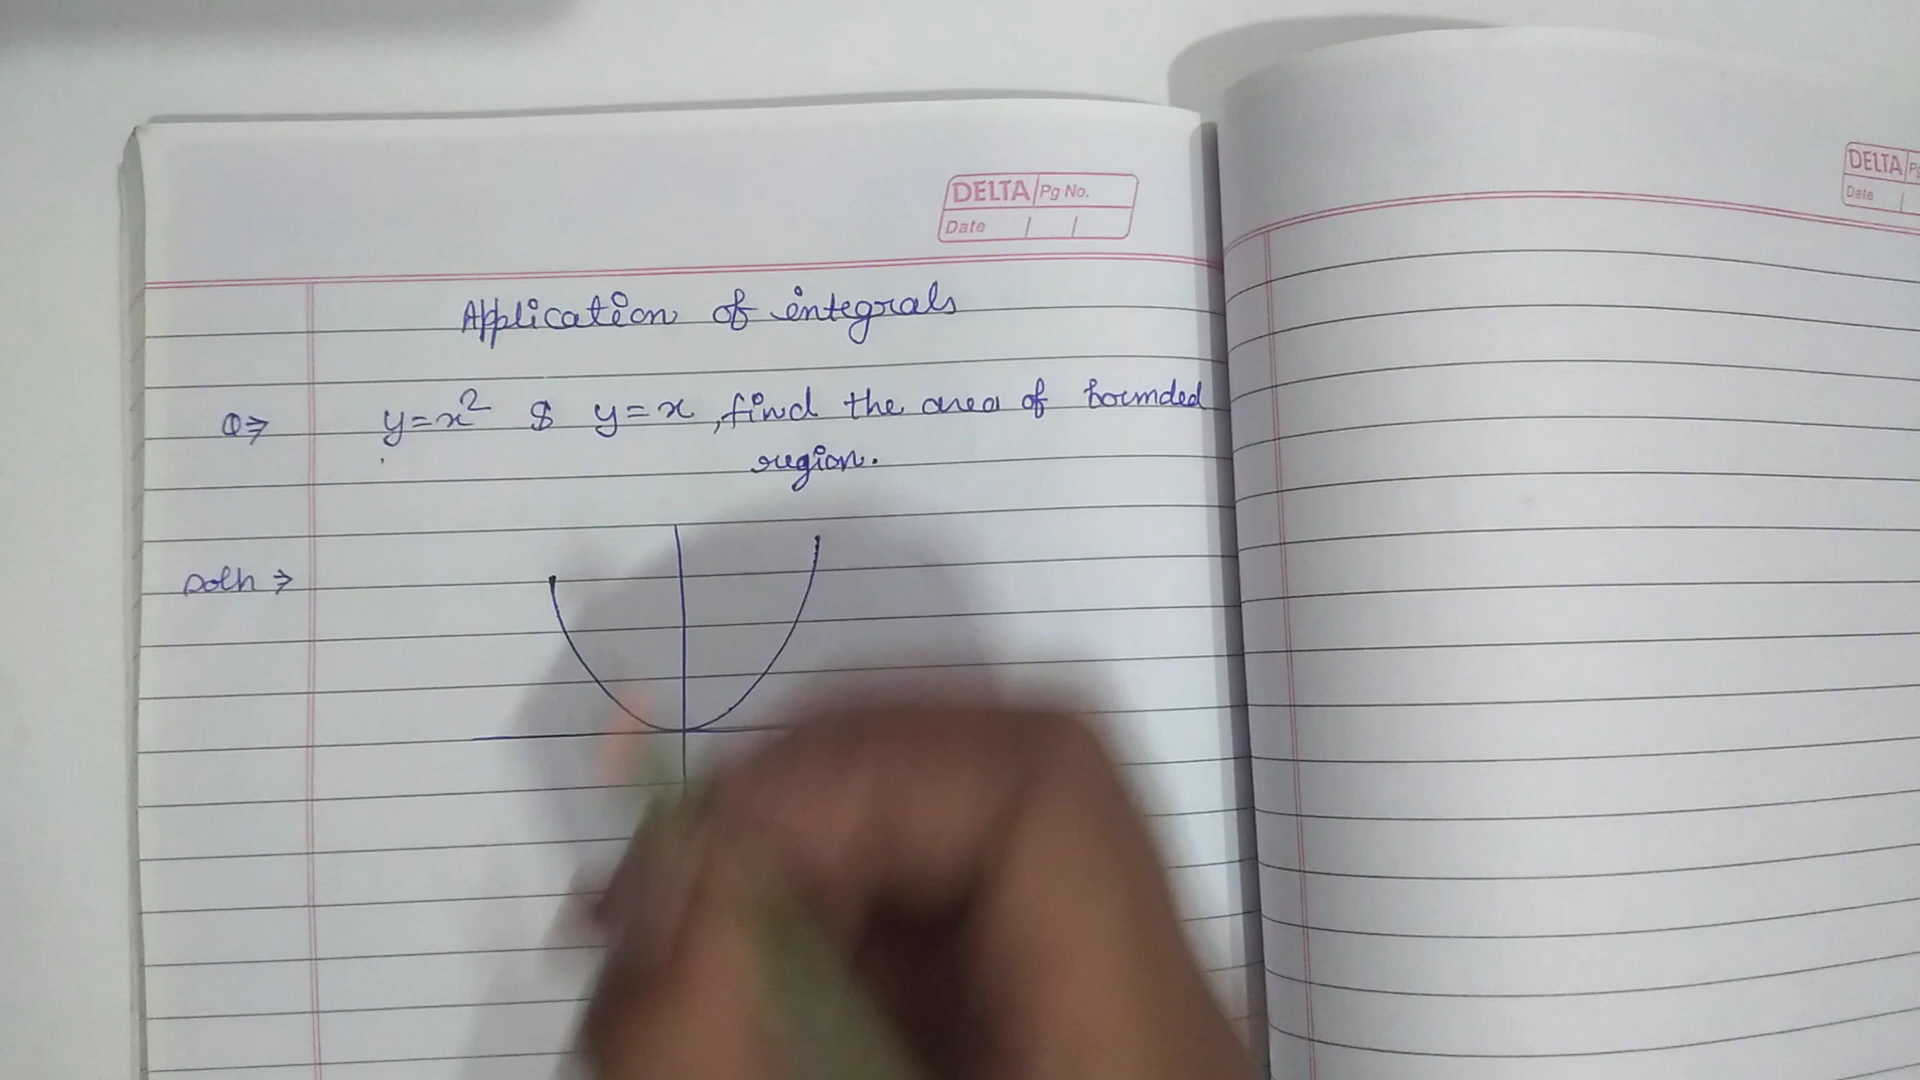 DELTA Pg No.
Date
DELTA
Date
Application of integrals
Q⇒ y=x² & y=x, find the area of bounded
region.
Soln ⇒